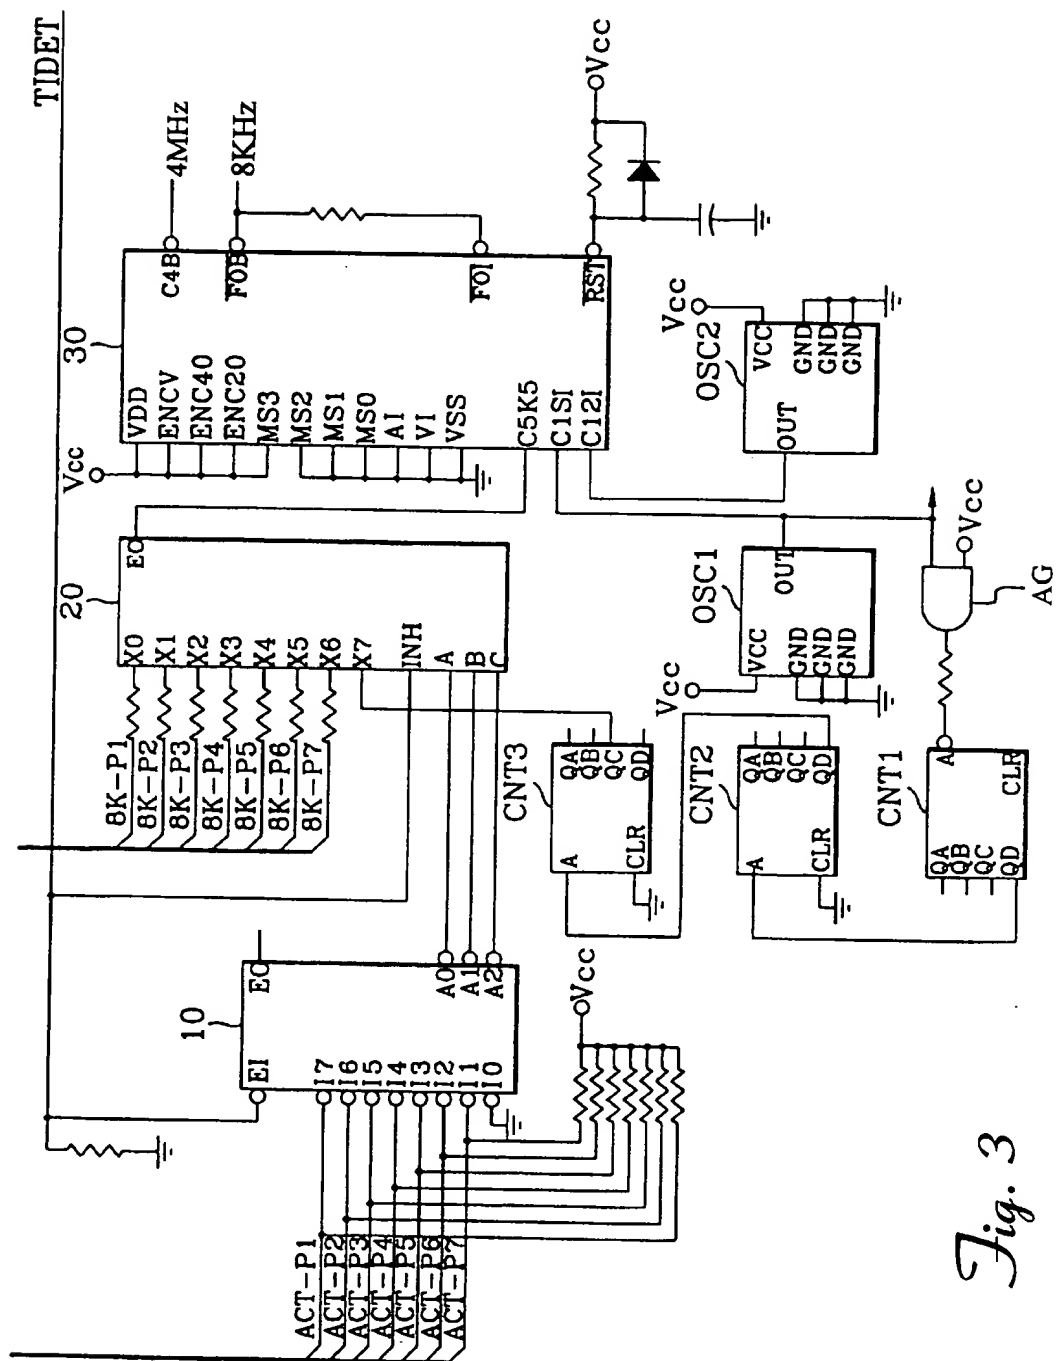 TIDET
ACT-P1
ACT-P2
ACT-P3
ACT-P4
ACT-P5
ACT-P6
ACT-P7
10
EI
EO
I7
I6
I5
I4
I3
I2
I1
I0
A0
A1
A2
Vcc
8K-P1
8K-P2
8K-P3
8K-P4
8K-P5
8K-P6
8K-P7
20
X0
X1
X2
X3
X4
X5
X6
X7
INH
A
B
C
EO
Vcc
30
VDD
ENCV
ENC40
ENC20
MS3
MS2
MS1
MS0
AI
VI
VSS
C5K5
C1SI
C12I
C4B
F0B
F0I
RST
4MHz
8KHz
Vcc
CNT3
A
CLR
QA
QB
QC
QD
CNT2
A
CLR
QA
QB
QC
QD
CNT1
QA
QB
QC
QD
A
CLR
Vcc
OSC1
VCC
GND
GND
GND
OUT
Vcc
OSC2
VCC
GND
GND
GND
OUT
Vcc
AG
Fig. 3